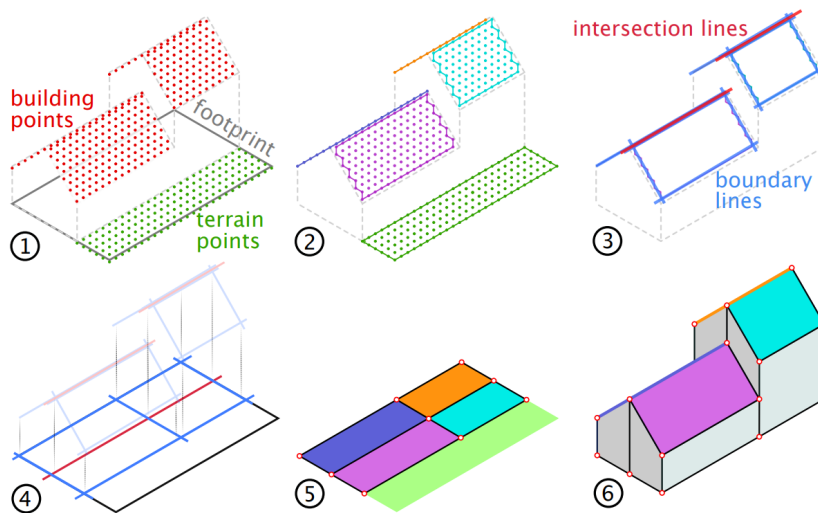 building
points
footprint
terrain
points
1
2
intersection lines
boundary
lines
3
4
5
6